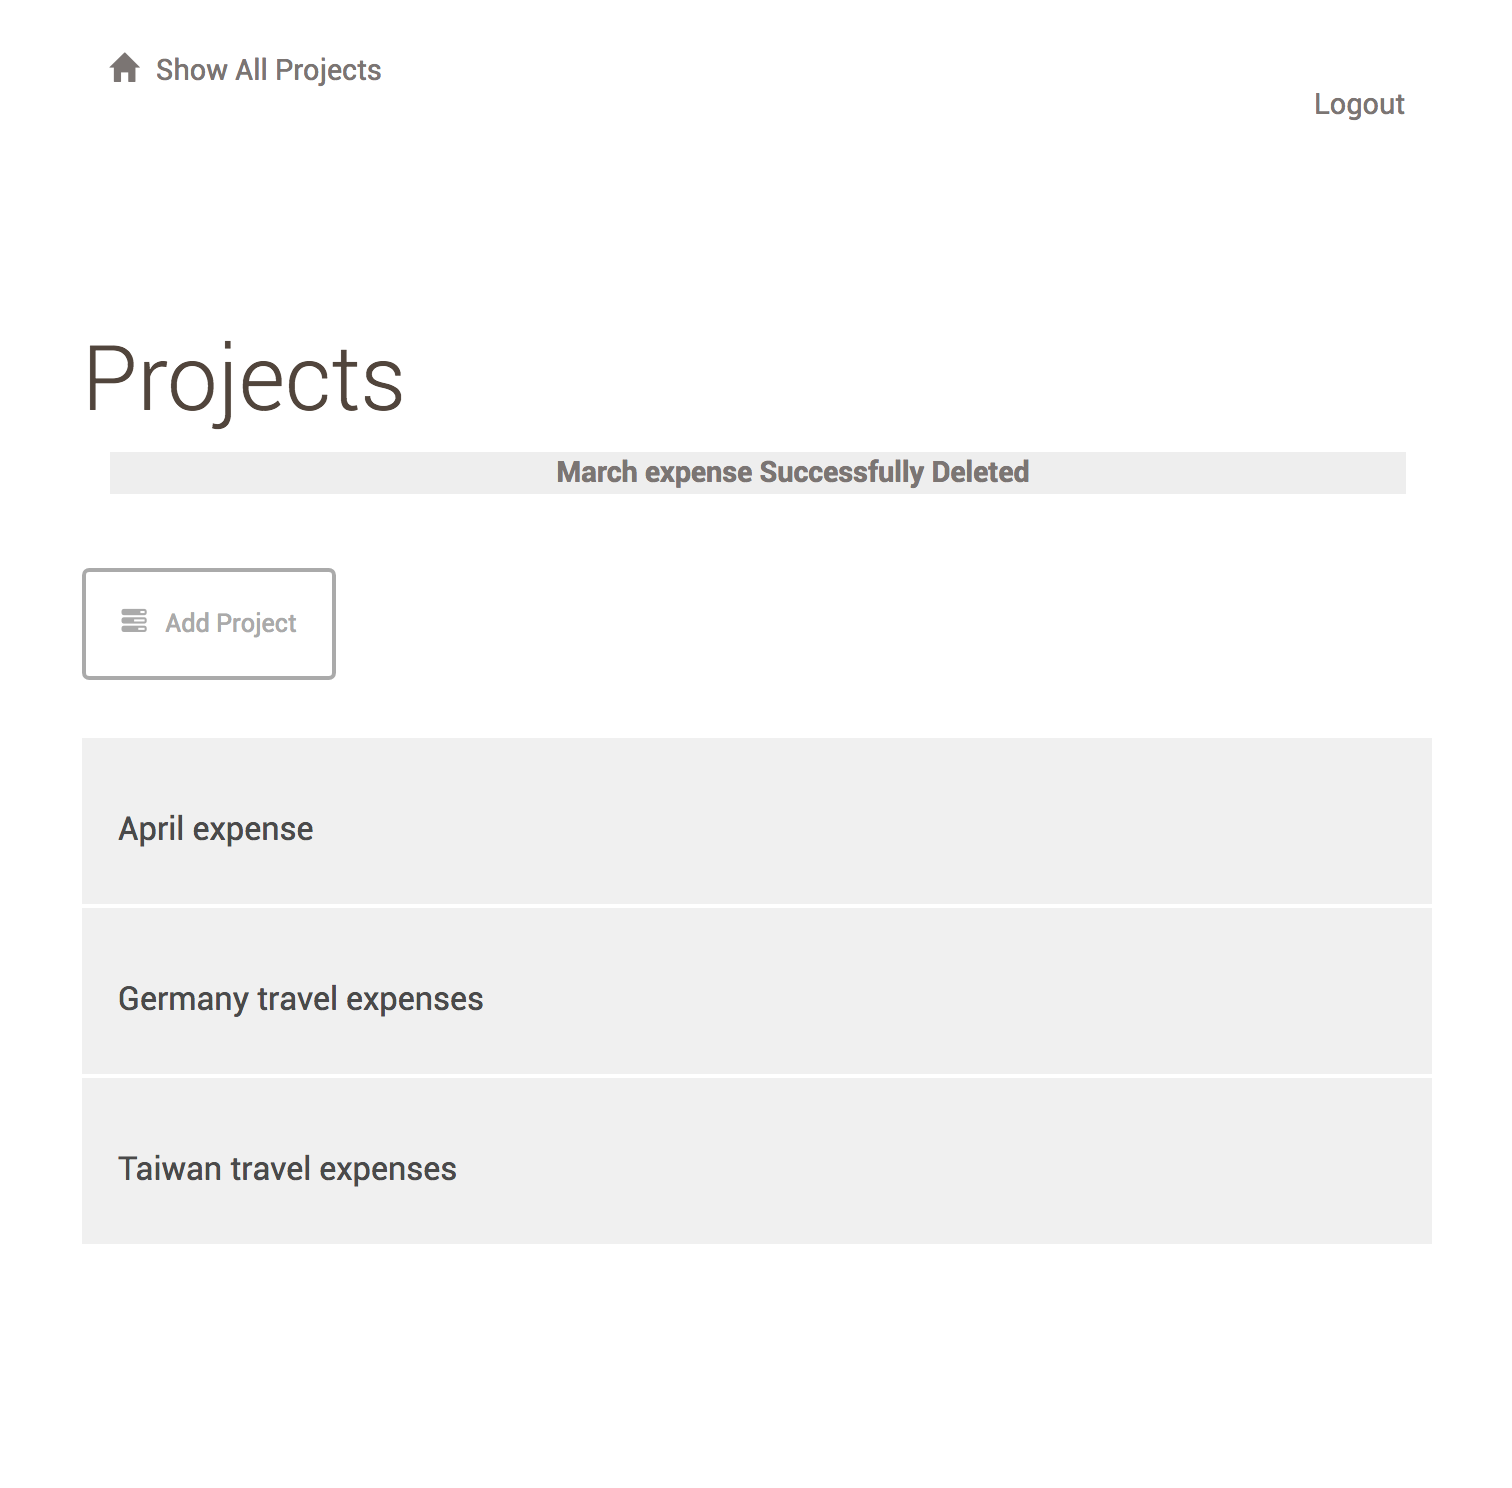 Show All Projects
Logout
Projects
March expense Successfully Deleted
Add Project
April expense
Germany travel expenses
Taiwan travel expenses